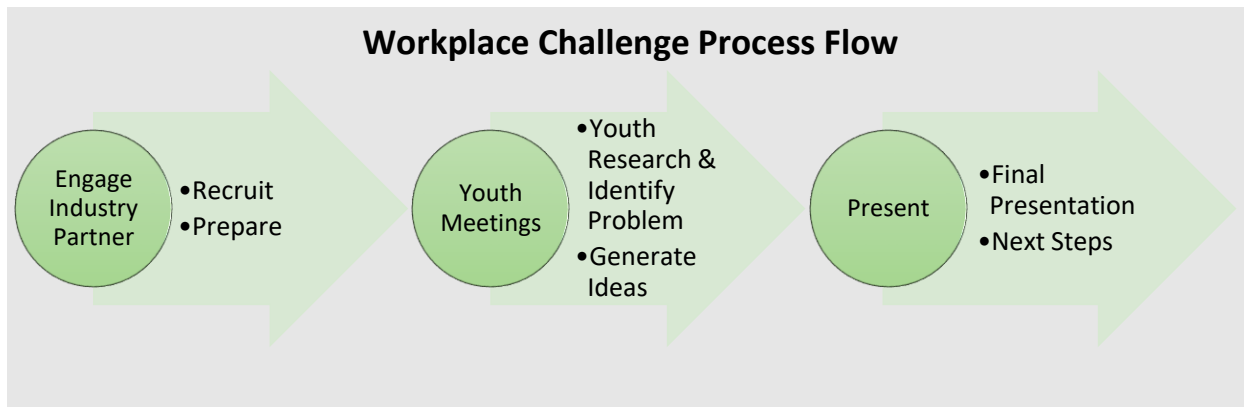 Workplace Challenge Process Flow
Engage
Industry
Partner
•Recruit
•Prepare
Youth
Meetings
•Youth
Research &
Identify
Problem
•Generate
Ideas
Present
•Final
Presentation
•Next Steps